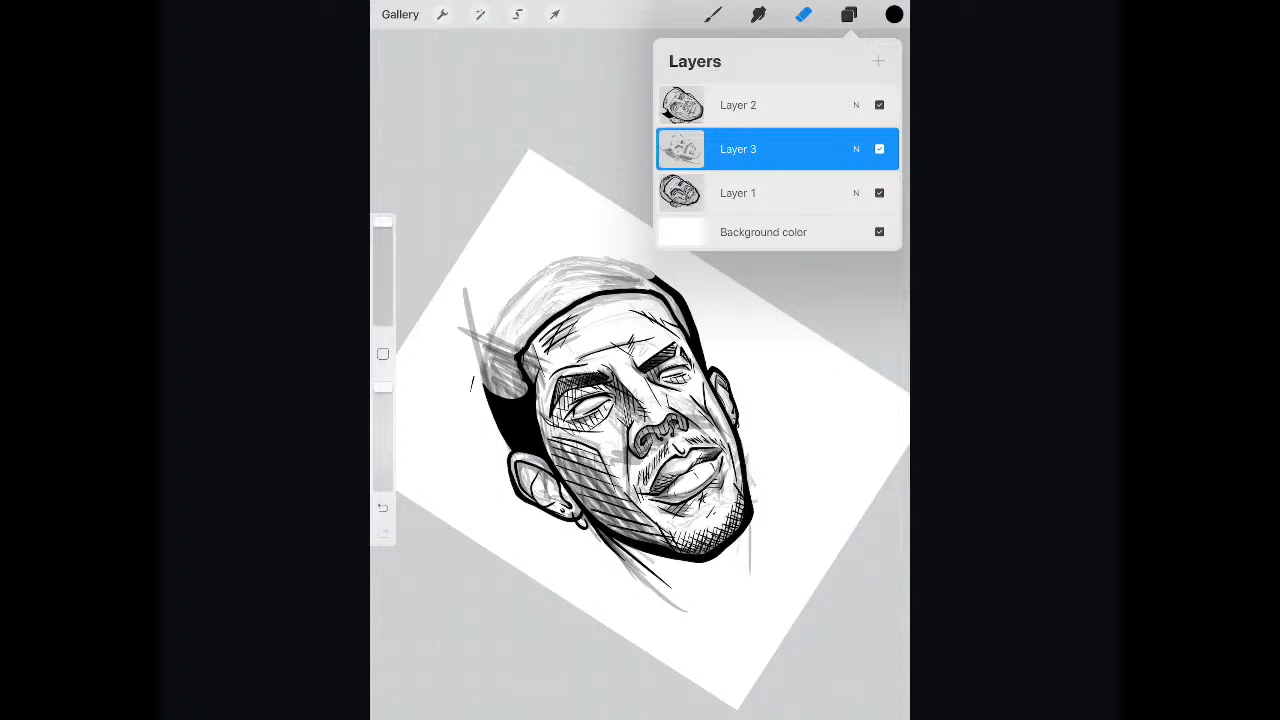 Gallery
Layers
Layer 2 N
Layer 3 N
Layer 1 N
Background color